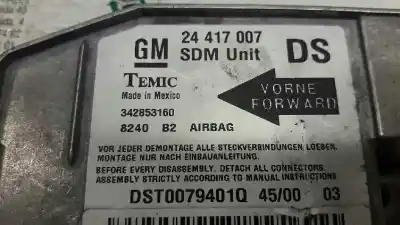 GM 24 417 007 DS
SDM Unit
TEMIC
Made in Mexico
VORNE
FORWARD
342853160
8240 B2 AIRBAG
VOR JEDER DEMONTAGE ALLE STECKVERBINDUNGEN LOESEN.
MONTAGE NUR NACH EINBAUANLEITUNG.
BEFORE EVERY DISASSEMBLY, DETACH ALL CONNECTORS.
ASSEMBLY STRICTLY ACCORDING TO MANUAL INSTRUCTIONS
DST0079401Q 45/00 03